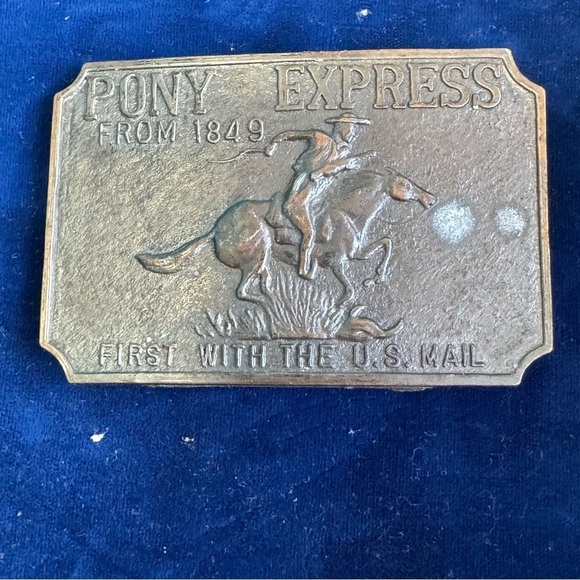 PONY EXPRESS
FROM 1849
FIRST WITH THE U.S. MAIL